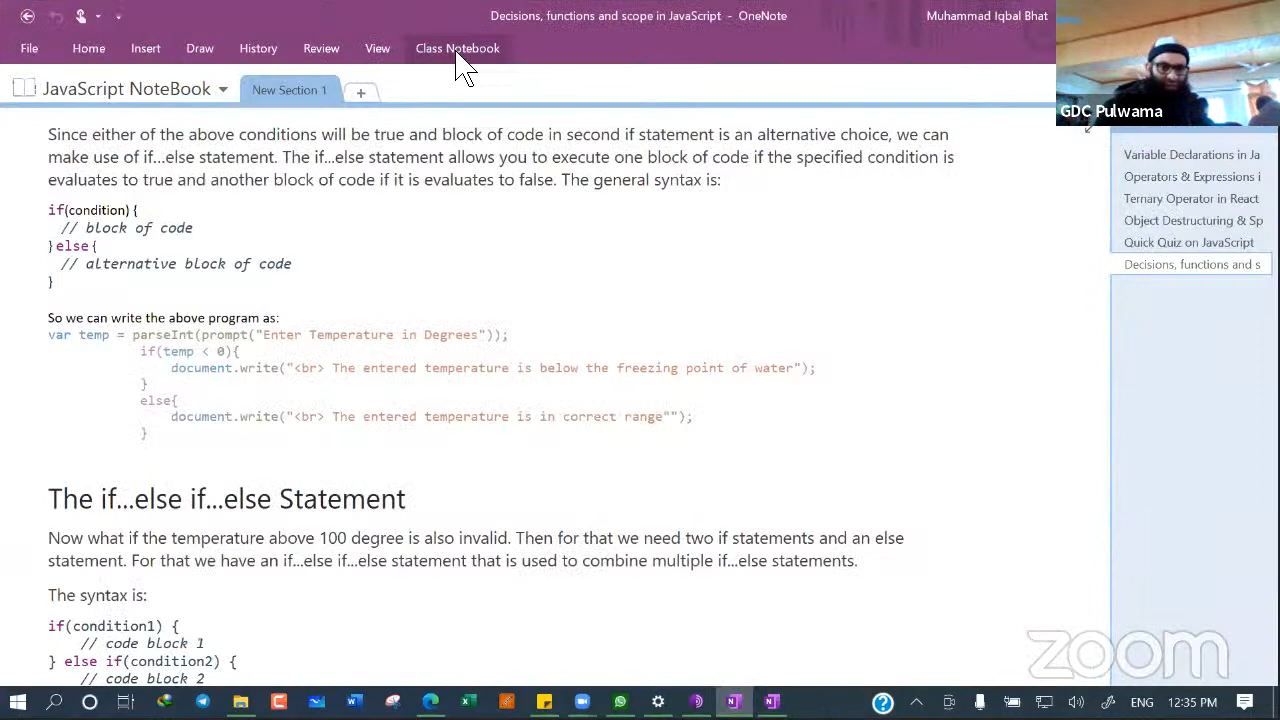 Decisions, functions and scope in JavaScript - OneNote
Muhammad Iqbal Bhat
File Home Insert Draw History Review View Class Notebook
JavaScript NoteBook
New Section 1
+
GDC Pulwama
Since either of the above conditions will be true and block of code in second if statement is an alternative choice, we can
make use of if...else statement. The if...else statement allows you to execute one block of code if the specified condition is
evaluates to true and another block of code if it is evaluates to false. The general syntax is:
if(condition){
// block of code
}else{
// alternative block of code
}
So we can write the above program as:
var temp = parseInt(prompt("Enter Temperature in Degrees"));
if(temp < 0){
document.write("<br> The entered temperature is below the freezing point of water");
}
else{
document.write("<br> The entered temperature is in correct range"");
}
The if...else if...else Statement
Now what if the temperature above 100 degree is also invalid. Then for that we need two if statements and an else
statement. For that we have an if...else if...else statement that is used to combine multiple if...else statements.
The syntax is:
if(condition1) {
// code block 1
} else if(condition2) {
// code block 2
Variable Declarations in Ja
Operators & Expressions i
Ternary Operator in React
Object Destructuring & Sp
Quick Quiz on JavaScript
Decisions, functions and s
zoom
ENG
12:35 PM